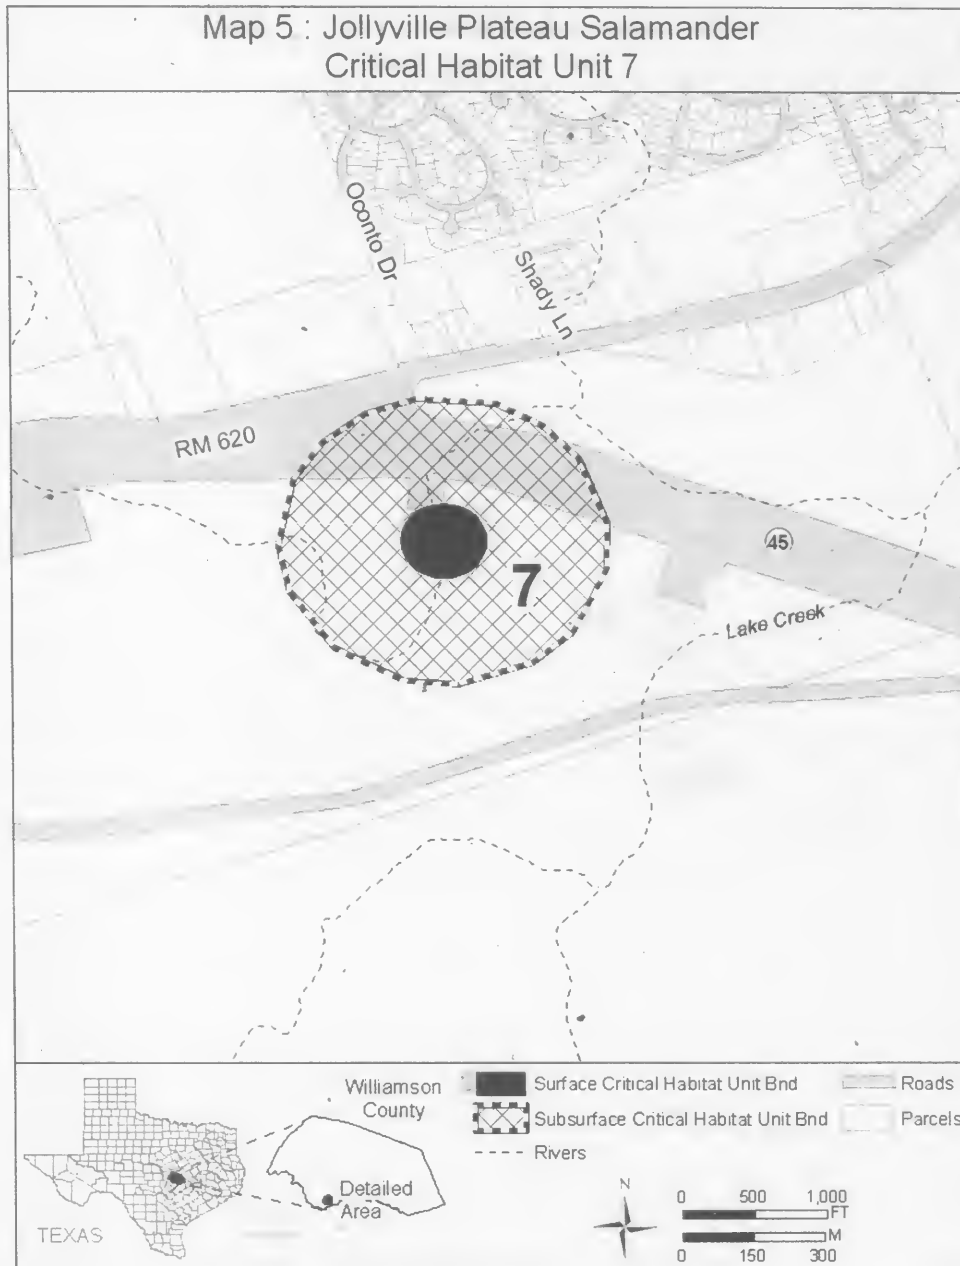 Map 5 : Jollyville Plateau Salamander
Critical Habitat Unit 7
Oconto Dr
Shady Ln
RM 620
45
7
Lake Creek
Williamson
County
Detailed
Area
TEXAS
Surface Critical Habitat Unit Bnd
Subsurface Critical Habitat Unit Bnd
Rivers
Roads
Parcels
N
0 500 1,000
FT
M
0 150 300